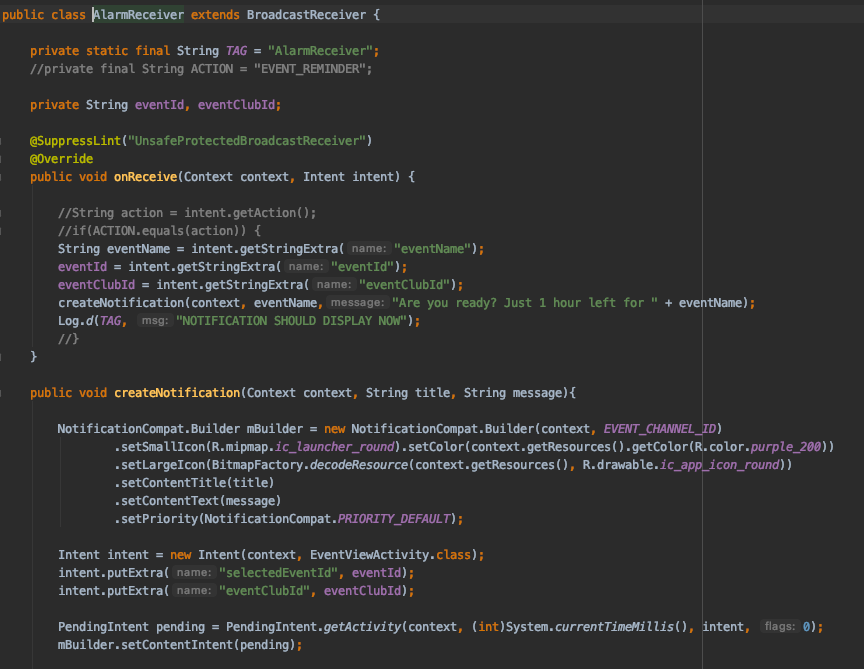 public class AlarmReceiver extends BroadcastReceiver {
private static final String TAG = "AlarmReceiver";
//private final String ACTION = "EVENT_REMINDER";
private String eventId, eventClubId;
@SuppressLint("UnsafeProtectedBroadcastReceiver")
@Override
public void onReceive(Context context, Intent intent) {
//String action = intent.getAction();
//if(ACTION.equals(action)) {
String eventName = intent.getStringExtra( name: "eventName");
eventId = intent.getStringExtra( name: "eventId");
eventClubId = intent.getStringExtra( name: "eventClubId");
createNotification(context, eventName, message: "Are you ready? Just 1 hour left for " + eventName);
Log.d(TAG, msg: "NOTIFICATION SHOULD DISPLAY NOW");
//}
}
public void createNotification(Context context, String title, String message){
NotificationCompat.Builder mBuilder = new NotificationCompat.Builder(context, EVENT_CHANNEL_ID)
.setSmallIcon(R.mipmap.ic_launcher_round).setColor(context.getResources().getColor(R.color.purple_200))
.setLargeIcon(BitmapFactory.decodeResource(context.getResources(), R.drawable.ic_app_icon_round))
.setContentTitle(title)
.setContentText(message)
.setPriority(NotificationCompat.PRIORITY_DEFAULT);
Intent intent = new Intent(context, EventViewActivity.class);
intent.putExtra( name: "selectedEventId", eventId);
intent.putExtra( name: "eventClubId", eventClubId);
PendingIntent pending = PendingIntent.getActivity(context, (int)System.currentTimeMillis(), intent, flags: 0);
mBuilder.setContentIntent(pending);